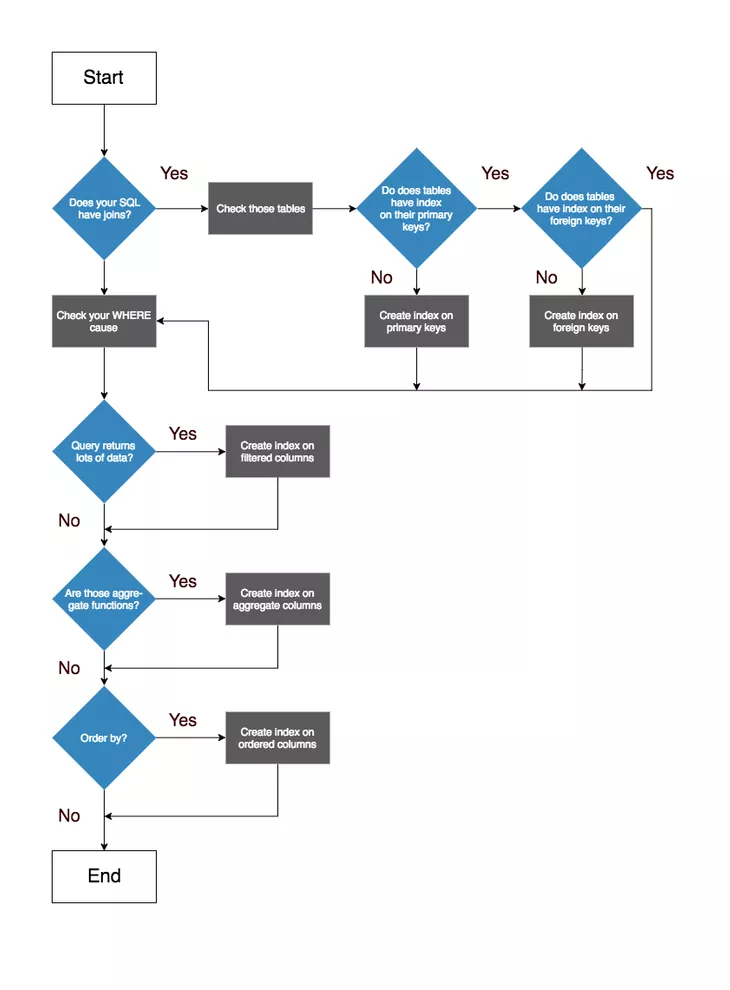 Start
Yes
Yes
Yes
Does your SQL
have joins?
Check those tables
Do does tables
have index
on their primary
keys?
Do does tables
have index on their
foreign keys?
No
No
Check your WHERE
cause
Create index on
primary keys
Create index on
foreign keys
Query returns
lots of data?
Yes
Create index on
filtered columns
No
Are those aggre-
gate functions?
Yes
Create index on
aggregate columns
No
Order by?
Yes
Create index on
ordered columns
No
End